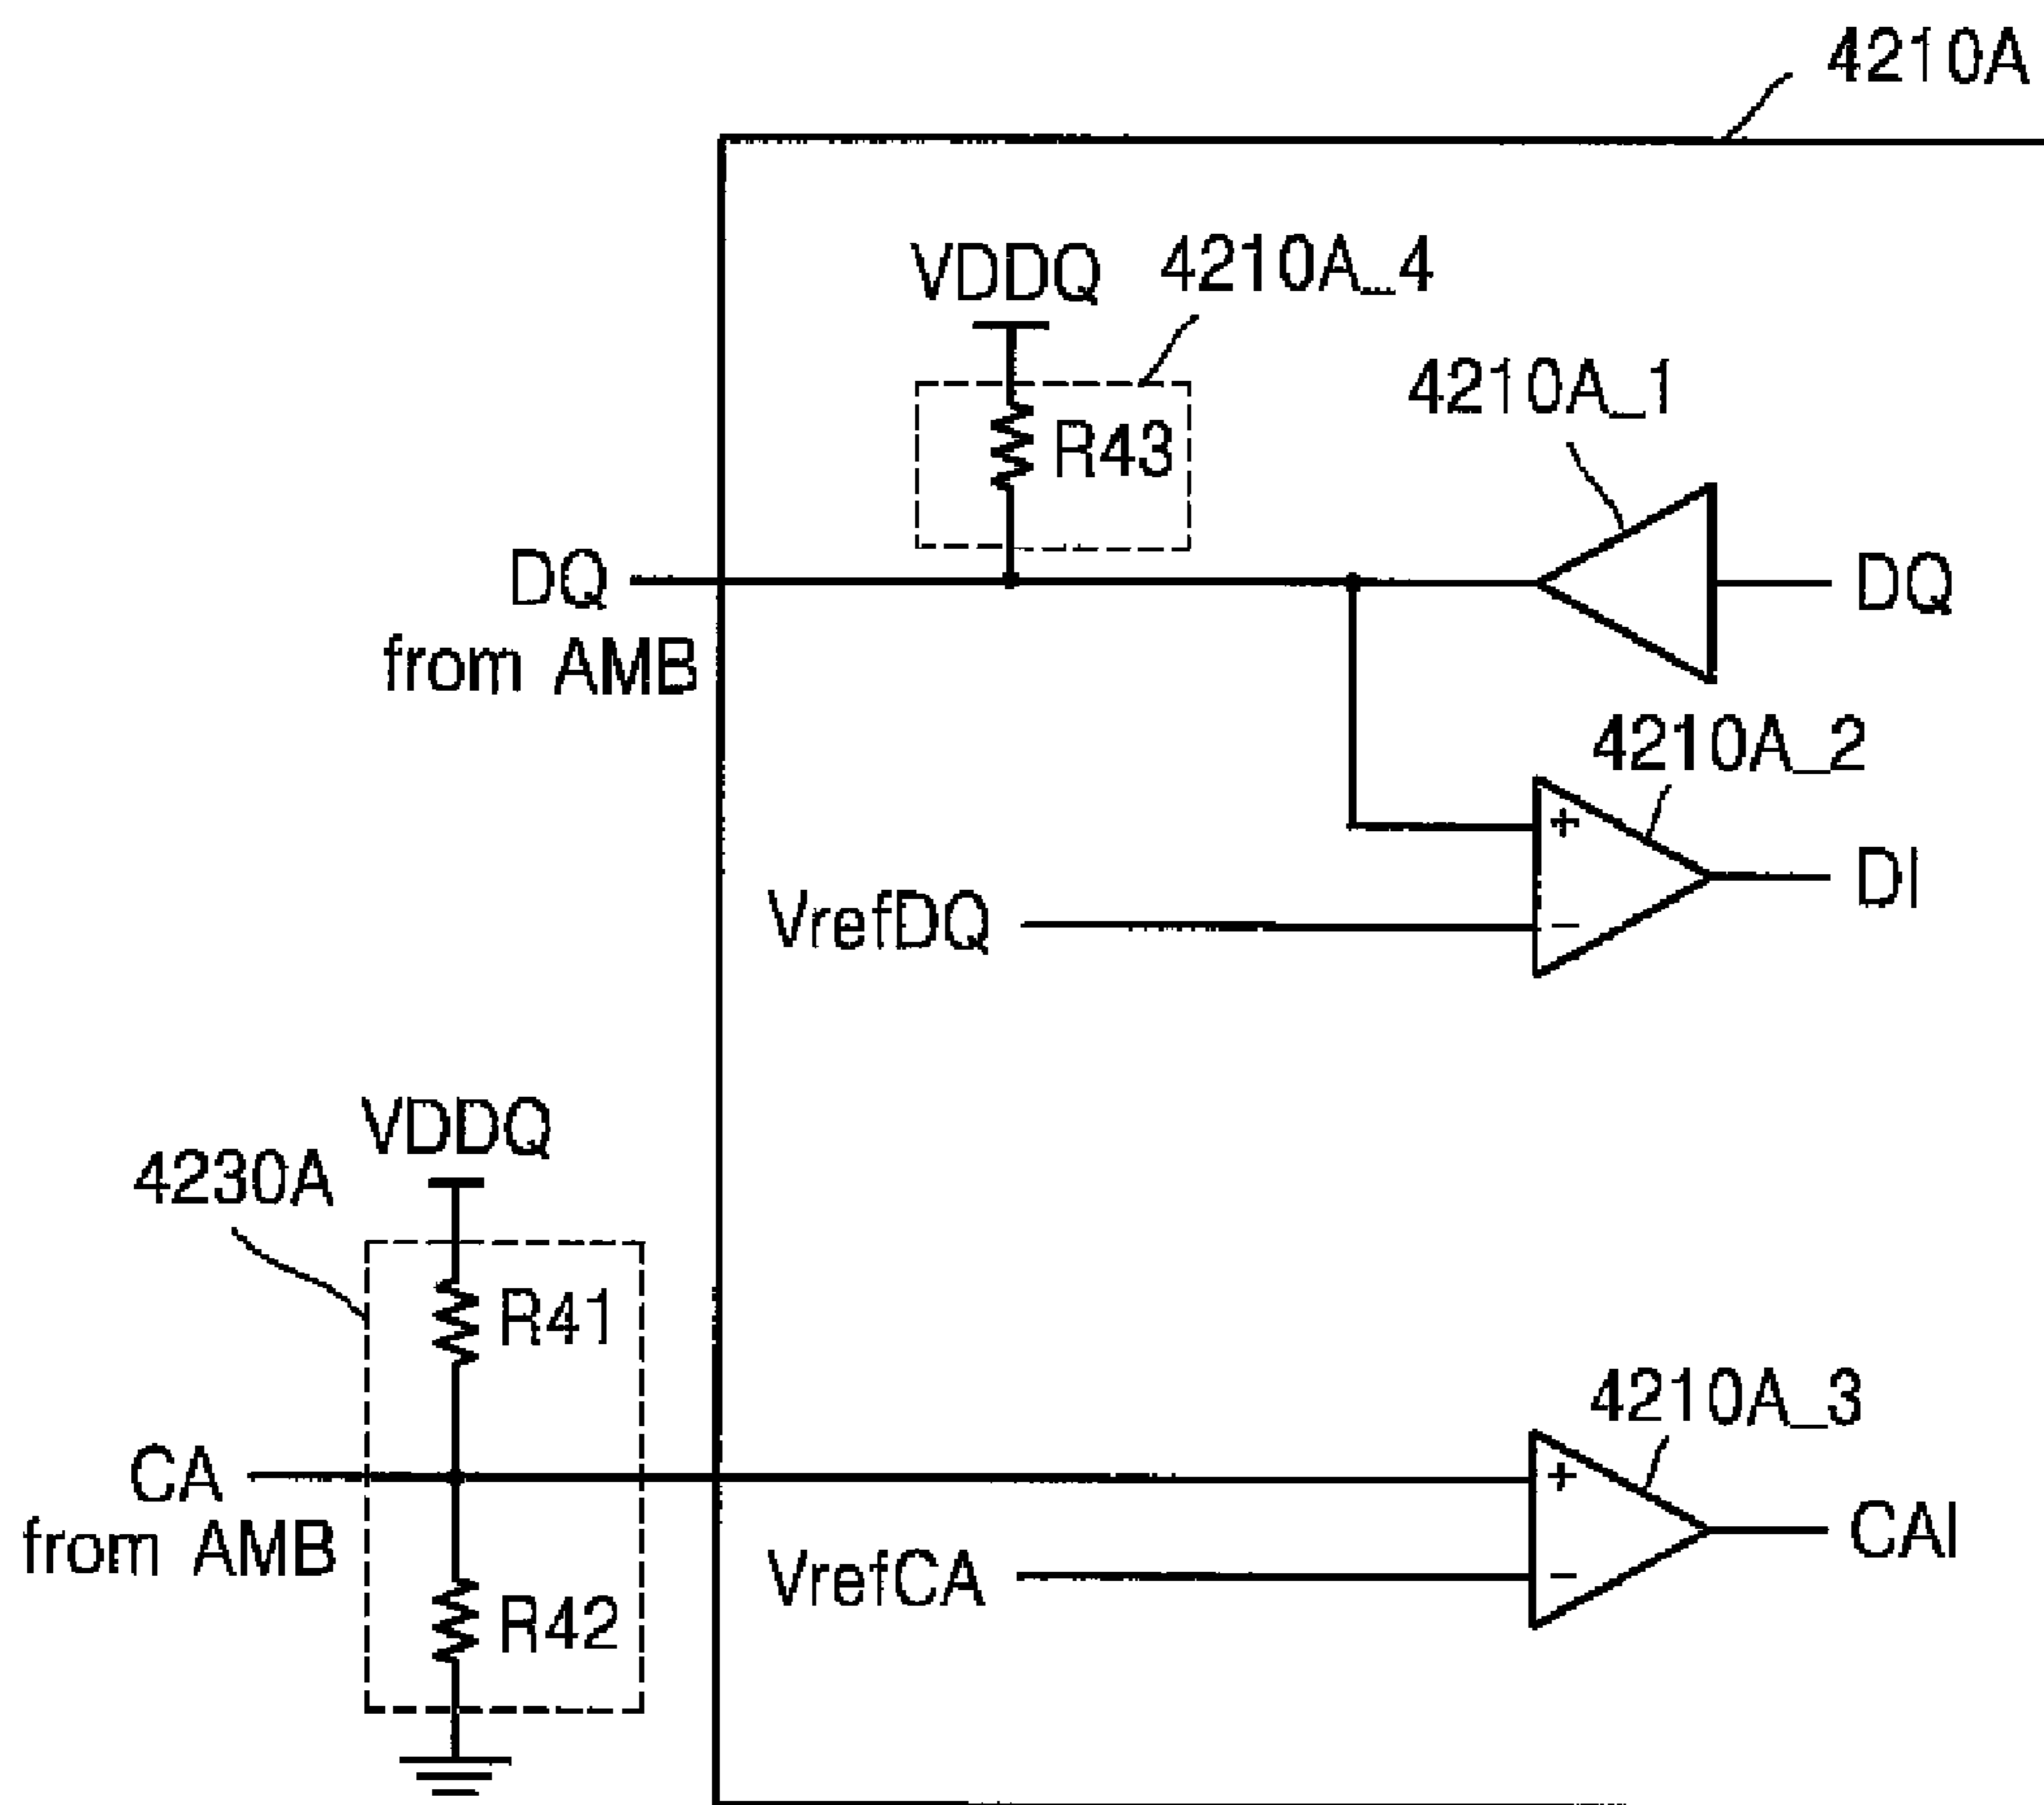 4210A
VDDQ
4210A_4
4210A_1
R43
DQ
from AMB
DQ
4210A_2
+
DI
VrefDQ
−
VDDQ
4230A
R41
4210A_3
CA
from AMB
+
CAI
VrefCA
−
R42